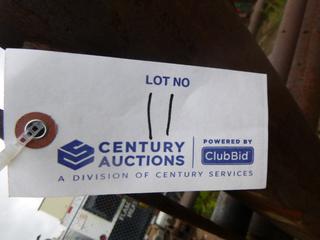 LOT NO
11
CENTURY AUCTIONS
POWERED BY
ClubBid
A DIVISION OF CENTURY SERVICES